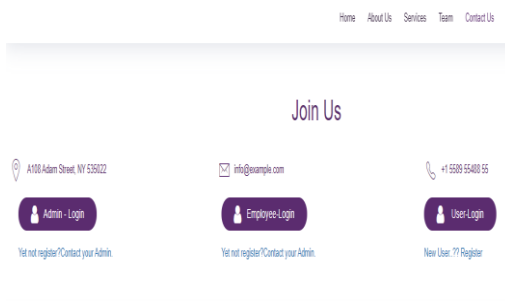 Home About Us Services Team Contact Us
Join Us
A108 Adam Street, NY 535022 info@example.com +1 5589 55488 55
Admin - Login Employee-Login User-Login
Yet not register?Contact your Admin. Yet not register?Contact your Admin. New User..?? Register